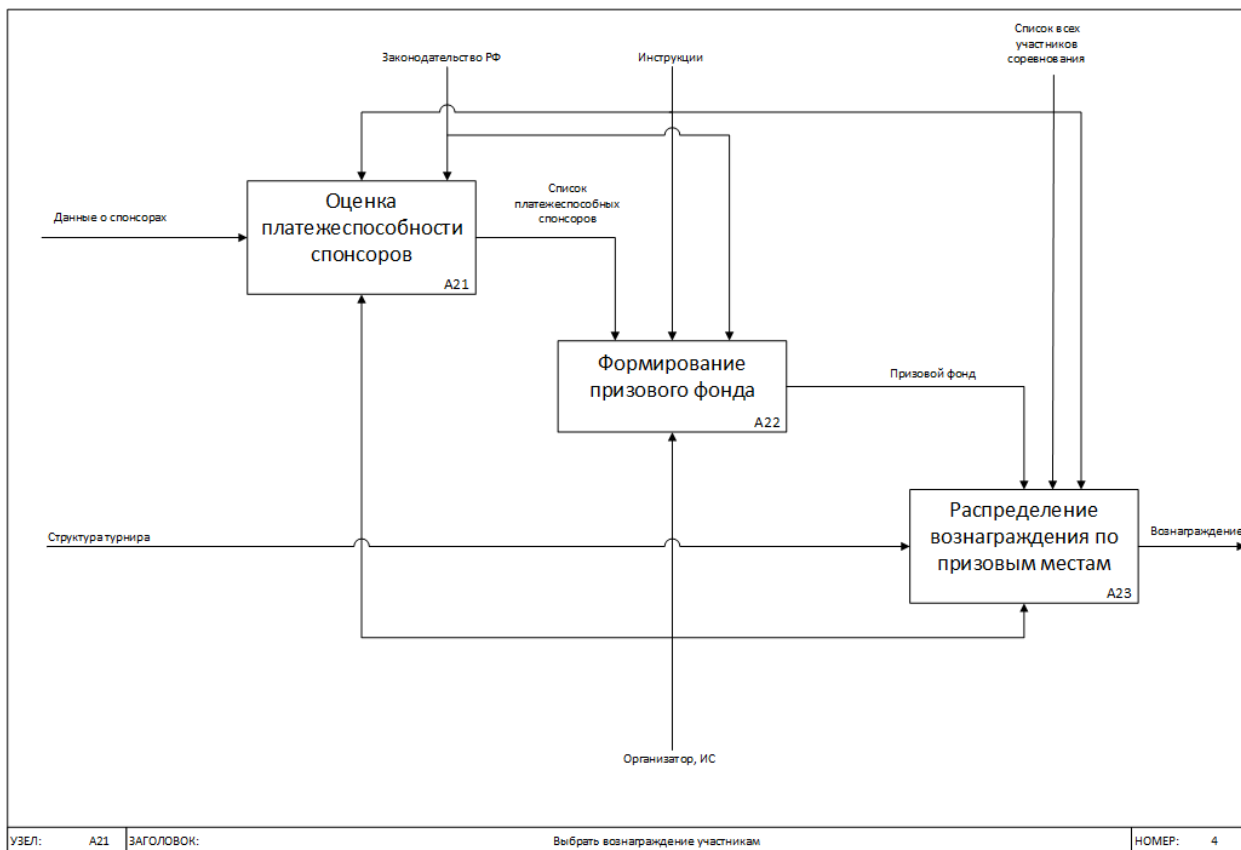 Список всех
участников
соревнования
Законодательство РФ
Инструкции
Оценка
платежеспособности
спонсоров
A21
Данные о спонсорах
Список
платежеспособных
спонсоров
Формирование
призового фонда
A22
Призовой фонд
Распределение
вознаграждения по
призовым местам
A23
Структура турнира
Вознаграждение
Организатор, ИС
УЗЕЛ: A21 ЗАГОЛОВОК: Выбрать вознаграждение участникам НОМЕР: 4